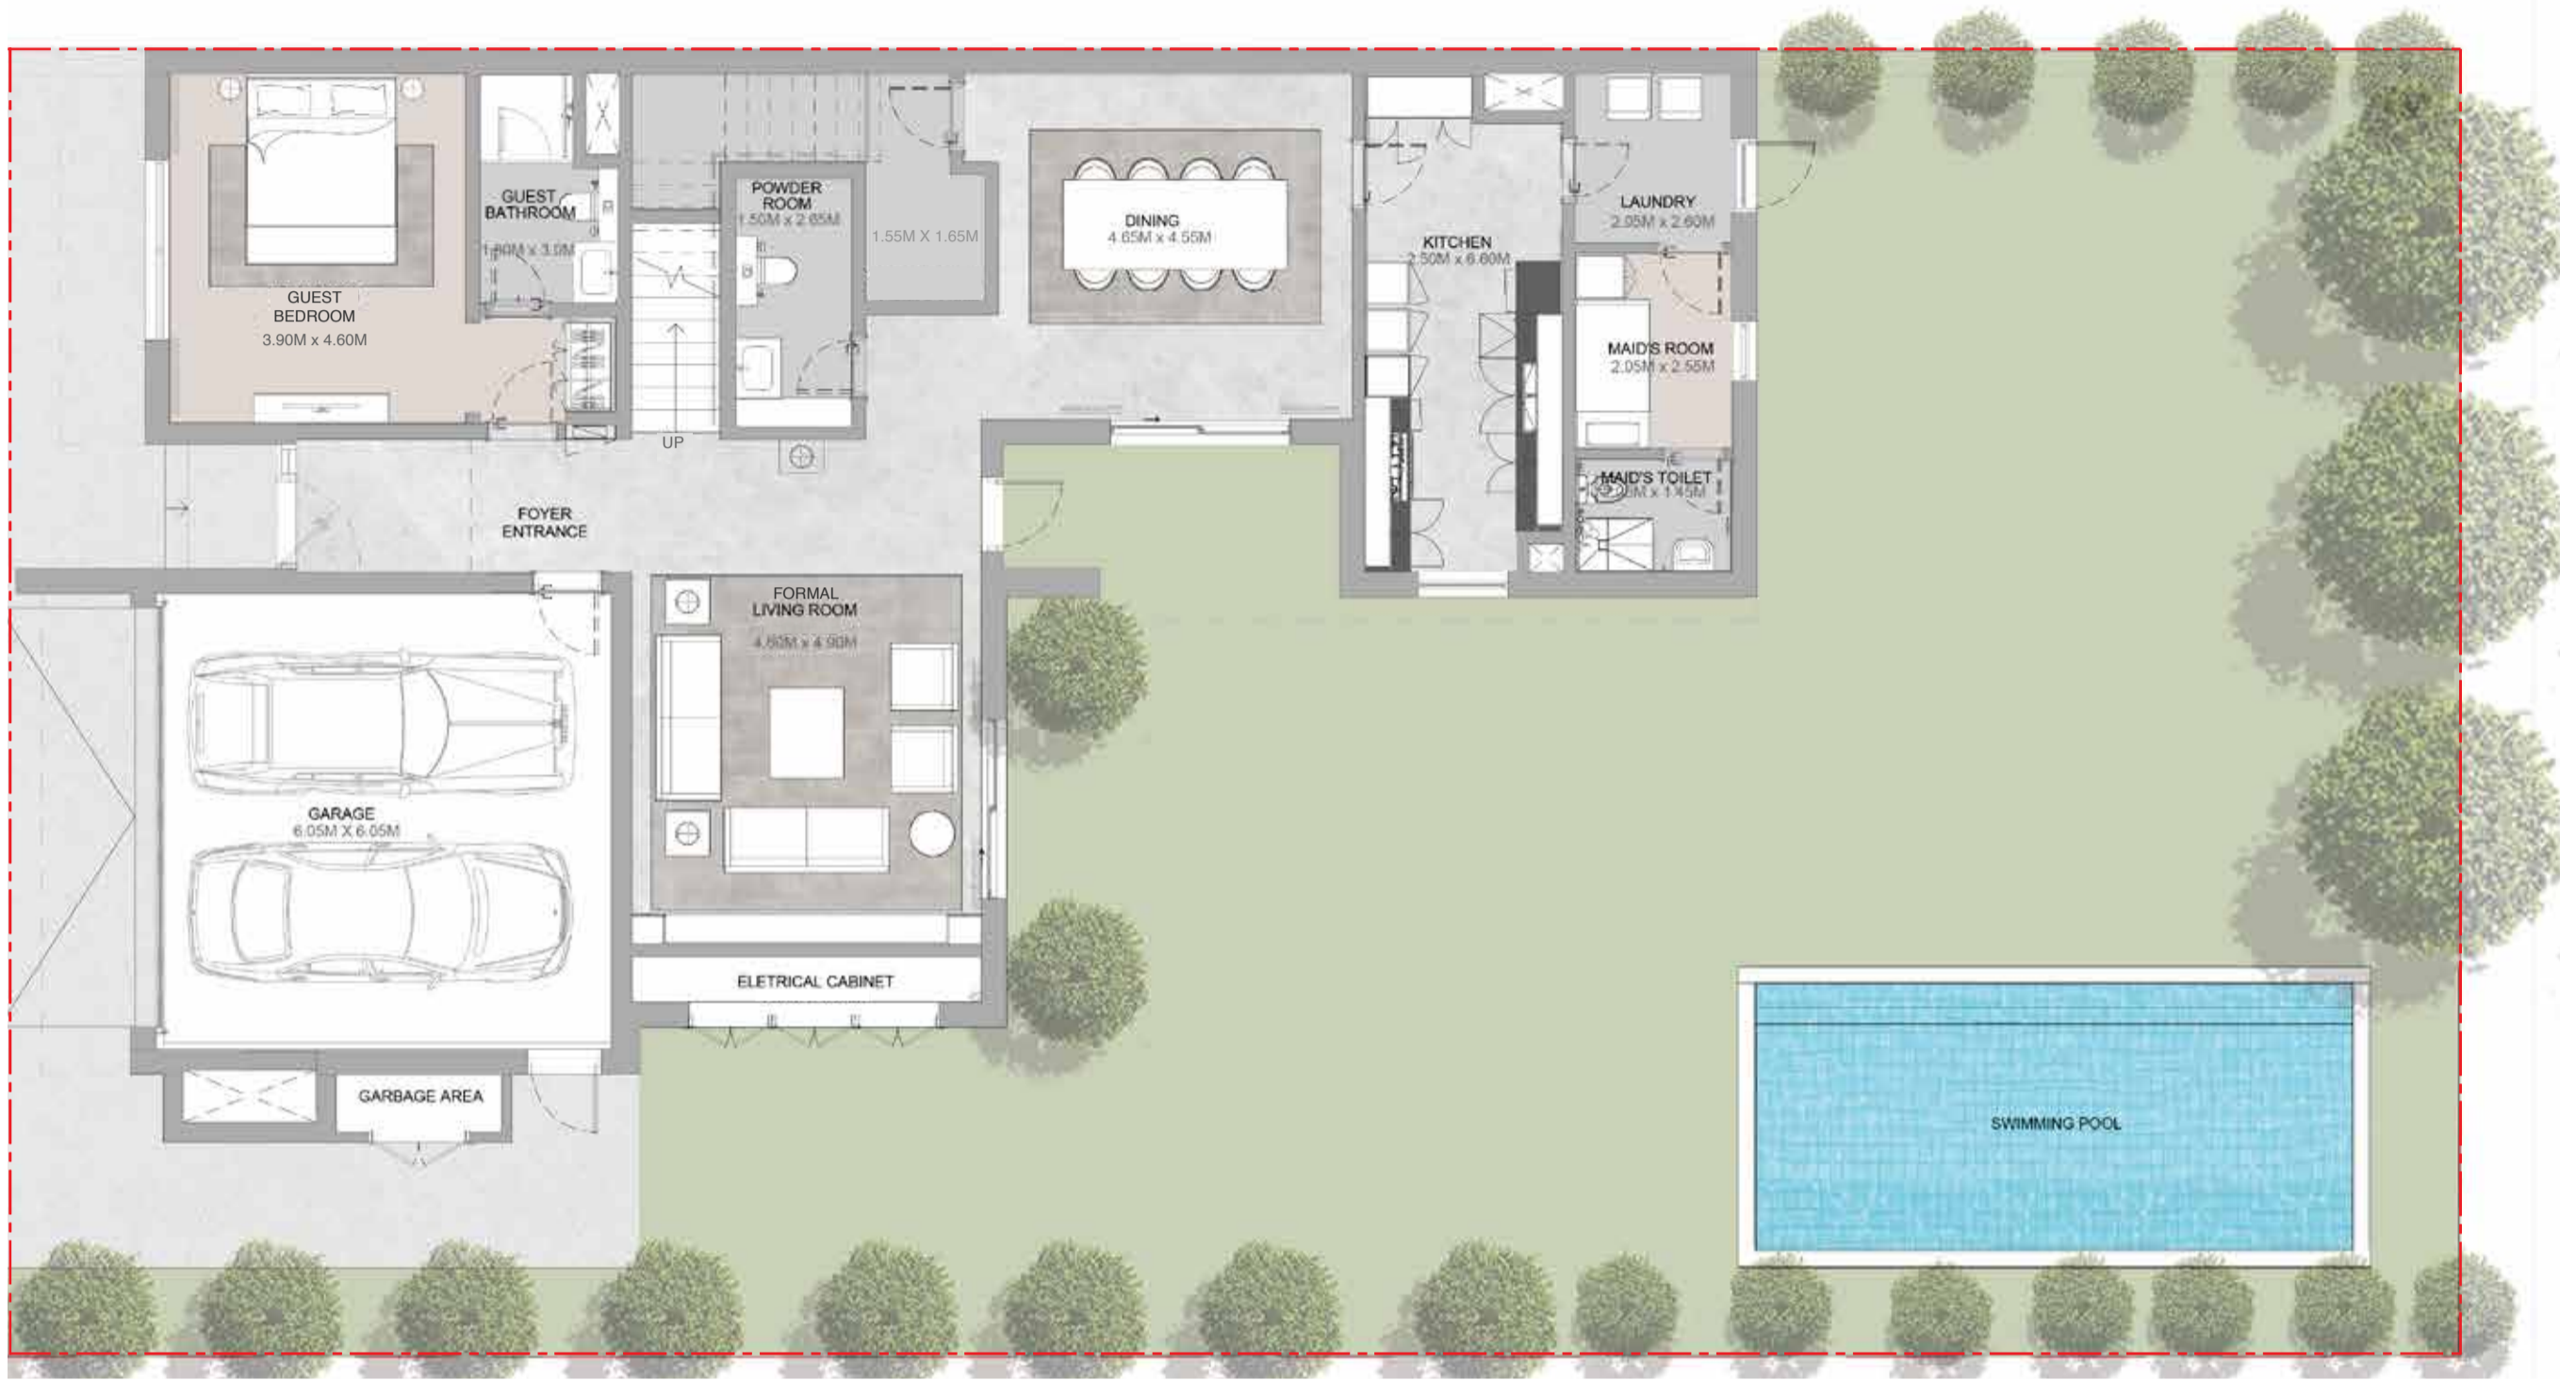 GUEST
BEDROOM
3.90M x 4.60M
GUEST
BATHROOM
1.80M x 3.0M
UP
POWDER
ROOM
1.50M x 2.65M
1.55M X 1.65M
DINING
4.65M x 4.55M
KITCHEN
2.50M x 6.60M
LAUNDRY
2.05M x 2.60M
MAID'S ROOM
2.05M x 2.55M
MAID'S TOILET
x 1.45M
FOYER
ENTRANCE
FORMAL
LIVING ROOM
4.60M x 4.90M
GARAGE
6.05M X 6.05M
ELETRICAL CABINET
GARBAGE AREA
SWIMMING POOL